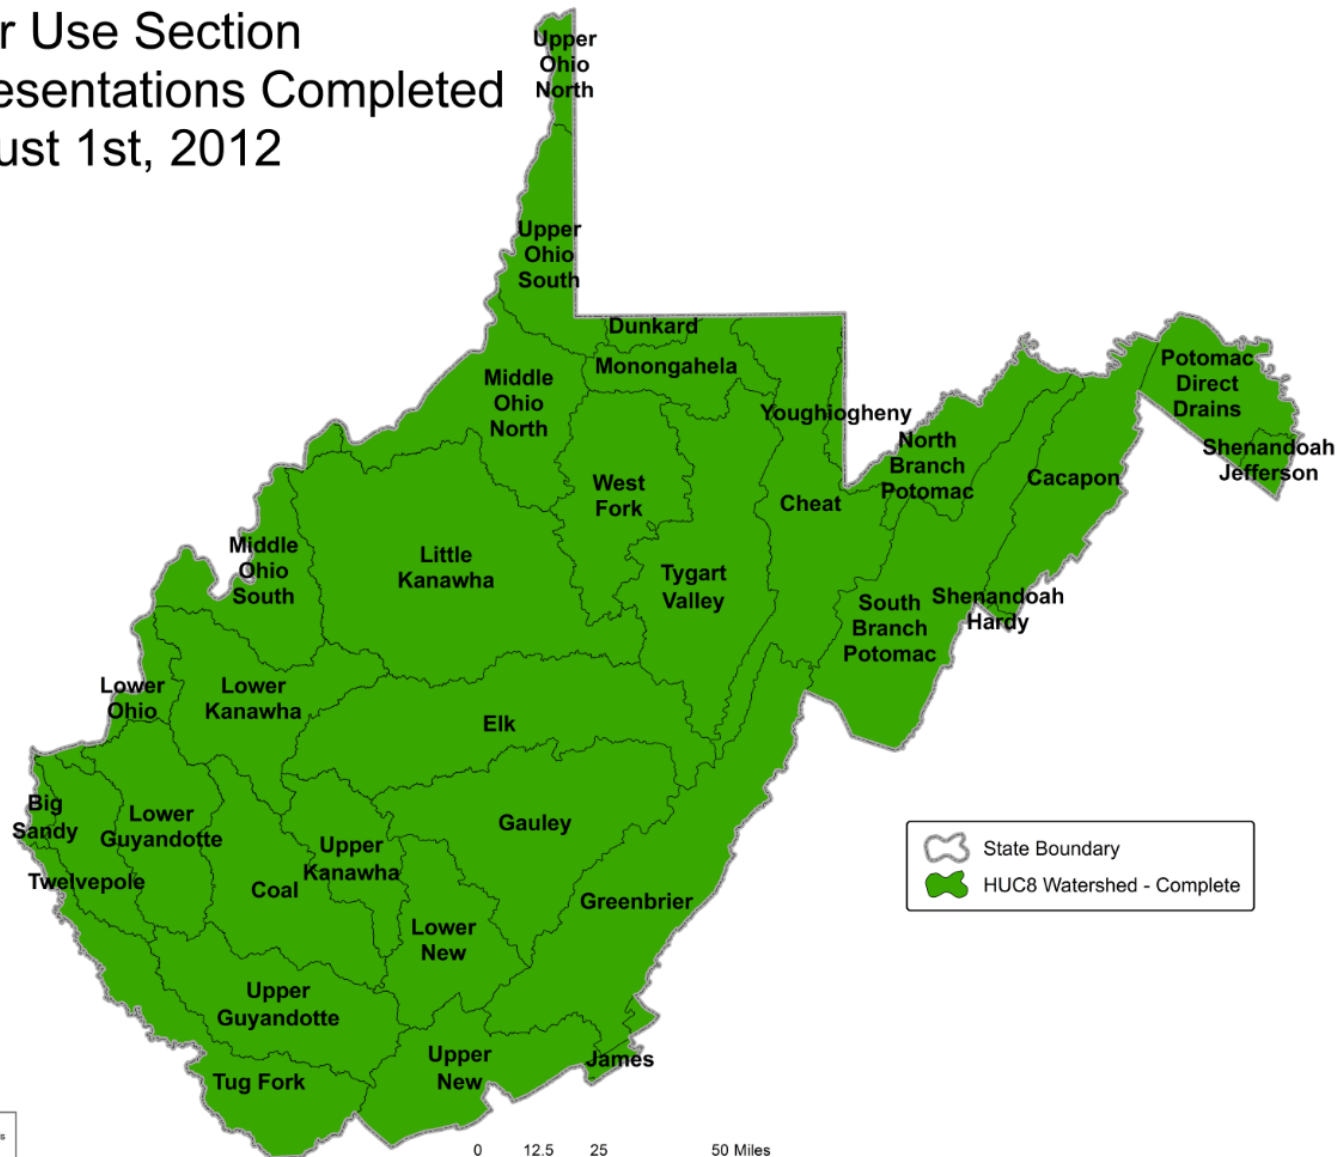 r Use Section
esentations Completed
ust 1st, 2012
Upper
Ohio
North
Upper
Ohio
South
Dunkard
Monongahela
Middle
Ohio
North
Youghiogheny
North
Branch
Potomac
Potomac
Direct
Drains
Shenandoah
Jefferson
Cacapon
West
Fork
Cheat
Little
Kanawha
Middle
Ohio
South
Tygart
Valley
South
Branch
Potomac
Shenandoah
Hardy
Lower
Ohio
Lower
Kanawha
Elk
Big
Sandy
Lower
Guyandotte
Gauley
Upper
Kanawha
Twelvepole
Coal
Greenbrier
Lower
New
Upper
Guyandotte
Upper
New
James
Tug Fork
State Boundary
HUC8 Watershed - Complete
0 12.5 25 50 Miles